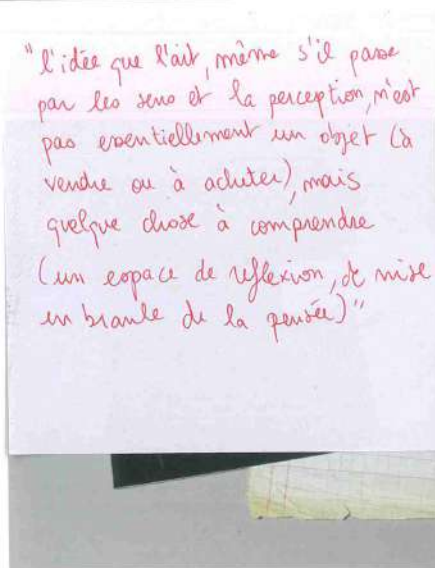 "l'idée que l'art, même s'il passe
par les sens et la perception, n'est
pas essentiellement un objet (à
vendre ou à acheter), mais
quelque chose à comprendre
(un espace de réflexion, de mise
en branle de la pensée)"